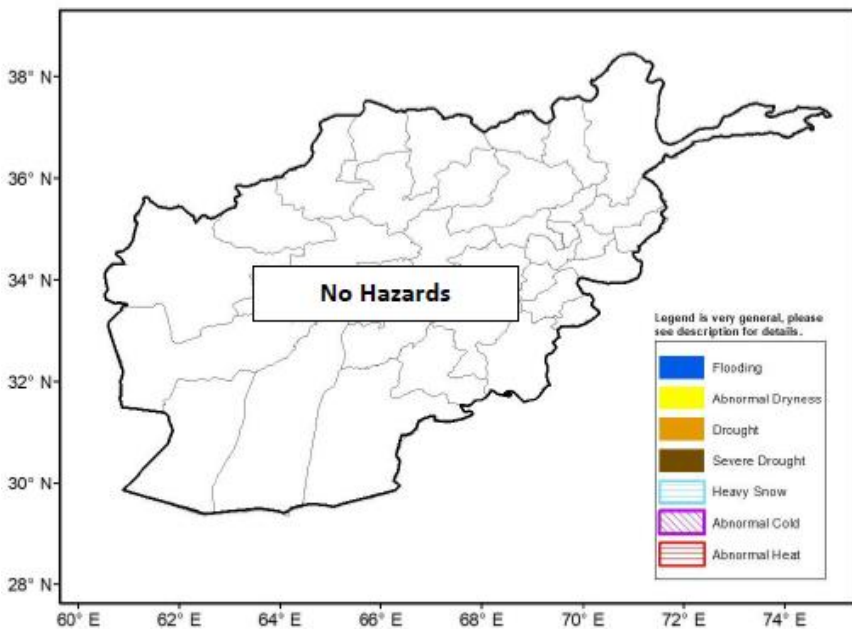 38° N
36° N
34° N
32° N
30° N
28° N
No Hazards
Legend is very general, please
see description for details.
Flooding
Abnormal Dryness
Drought
Severe Drought
Heavy Snow
Abnormal Cold
Abnormal Heat
60° E 62° E 64° E 66° E 68° E 70° E 72° E 74° E